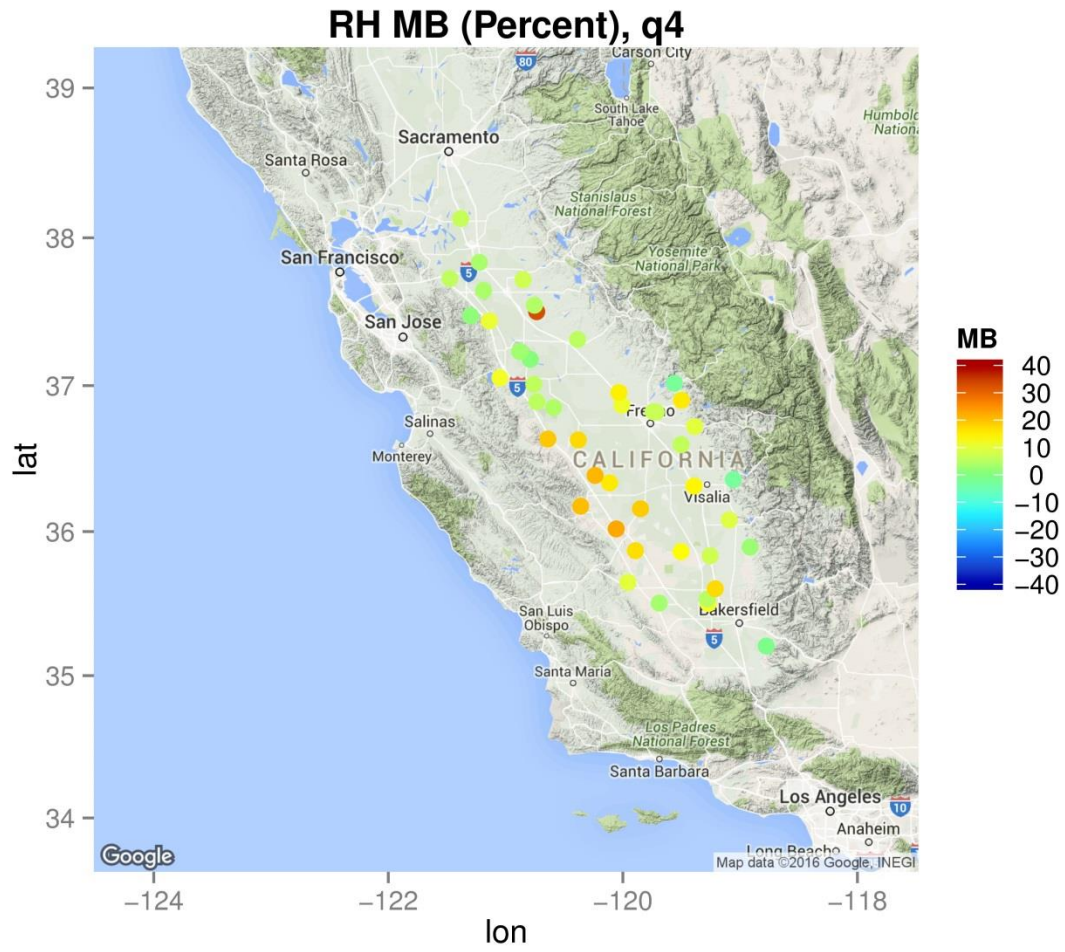 RH MB (Percent), q4
39
38
37
36
35
34
lat
−124
−122
−120
−118
lon
80
Carson City
South Lake
Tahoe
Humbol
Nationa
Sacramento
Santa Rosa
Stanislaus
National Forest
Yosemite
National Park
San Francisco
5
San Jose
5
Fresno
Salinas
Monterey
CALIFORNIA
Visalia
San Luis
Obispo
Bakersfield
5
Santa Maria
Los Padres
National Forest
Santa Barbara
Los Angeles
10
Anaheim
Long Beach
Google
Map data ©2016 Google, INEGI
MB
40
30
20
10
0
−10
−20
−30
−40